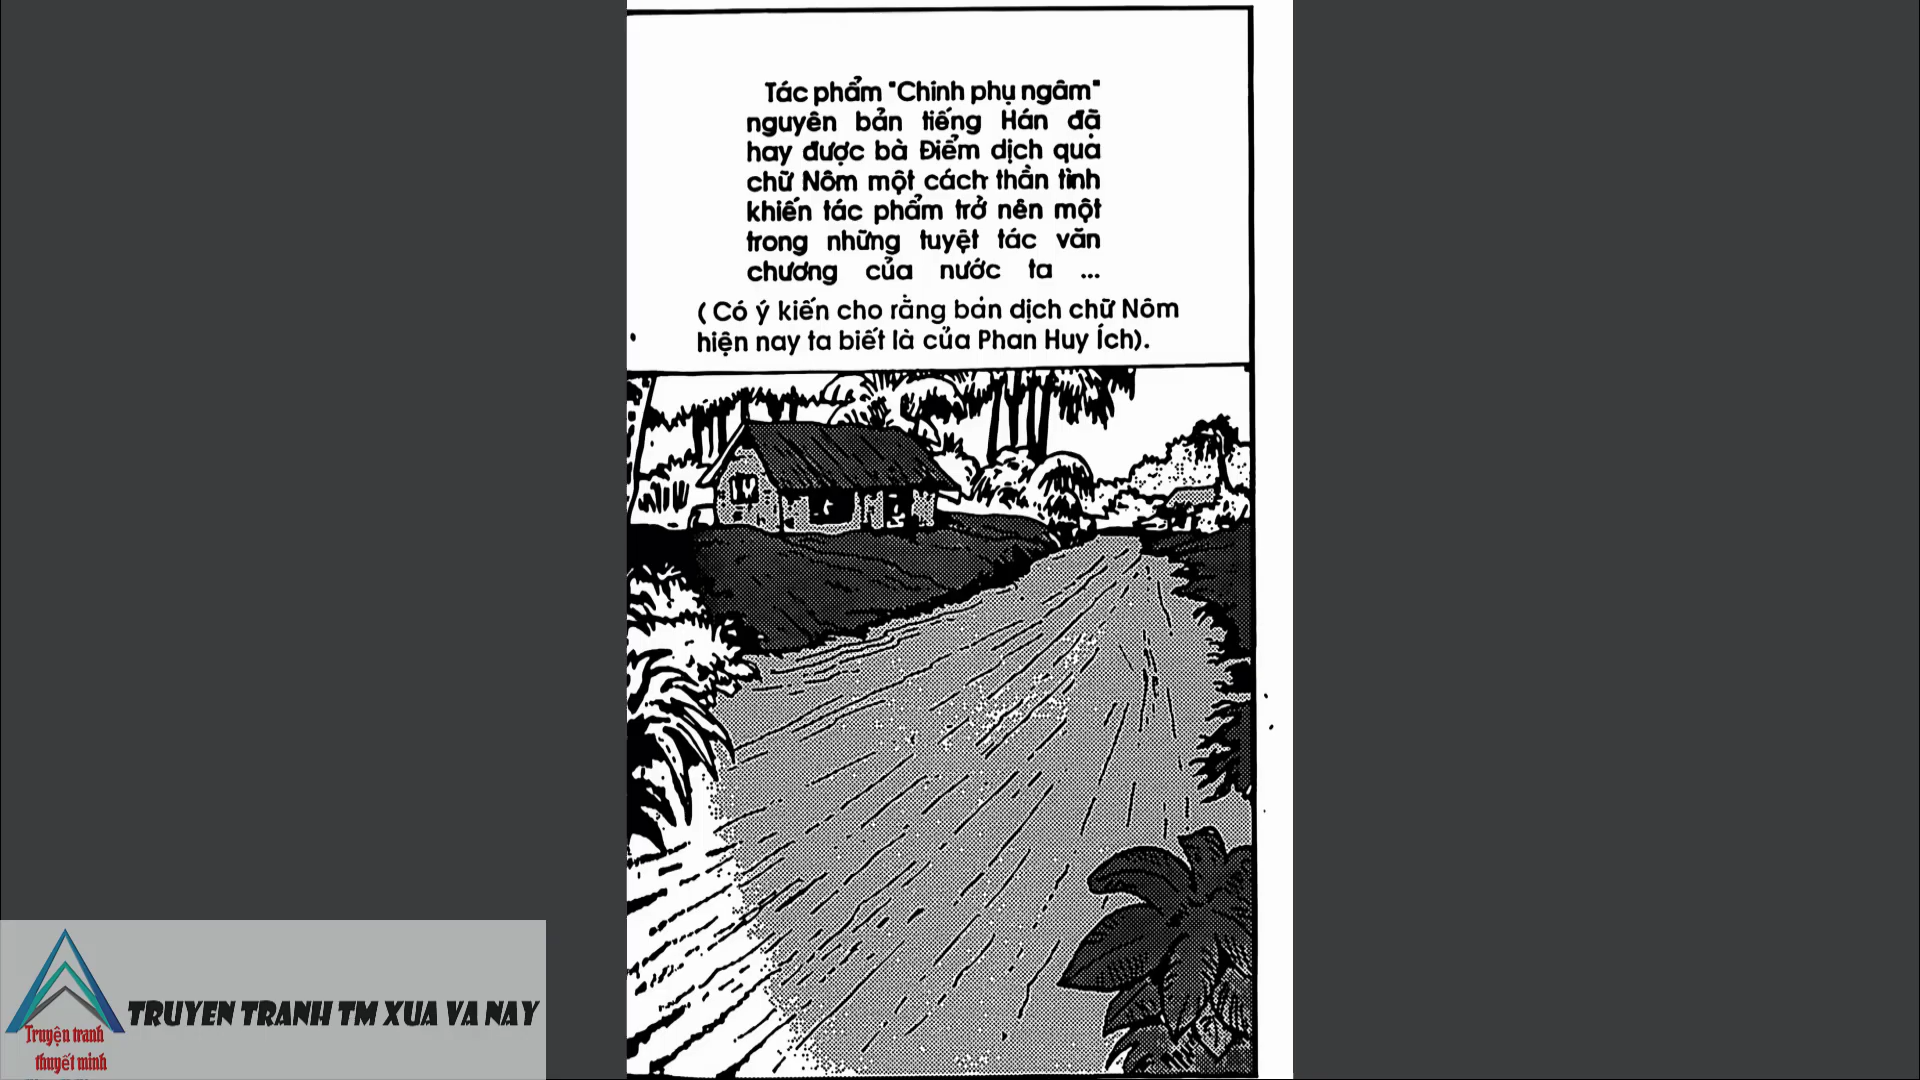 Tác phẩm "Chinh phụ ngâm"
nguyên bản tiếng Hán đã
hay được bà Điểm dịch qua
chữ Nôm một cách thần tình
khiến tác phẩm trở nên một
trong những tuyệt tác văn
chương của nước ta ...
( Có ý kiến cho rằng bản dịch chữ Nôm
hiện nay ta biết là của Phan Huy Ích).
TRUYEN TRANH TM XUA VA NAY
Truyện tranh
thuyết minh